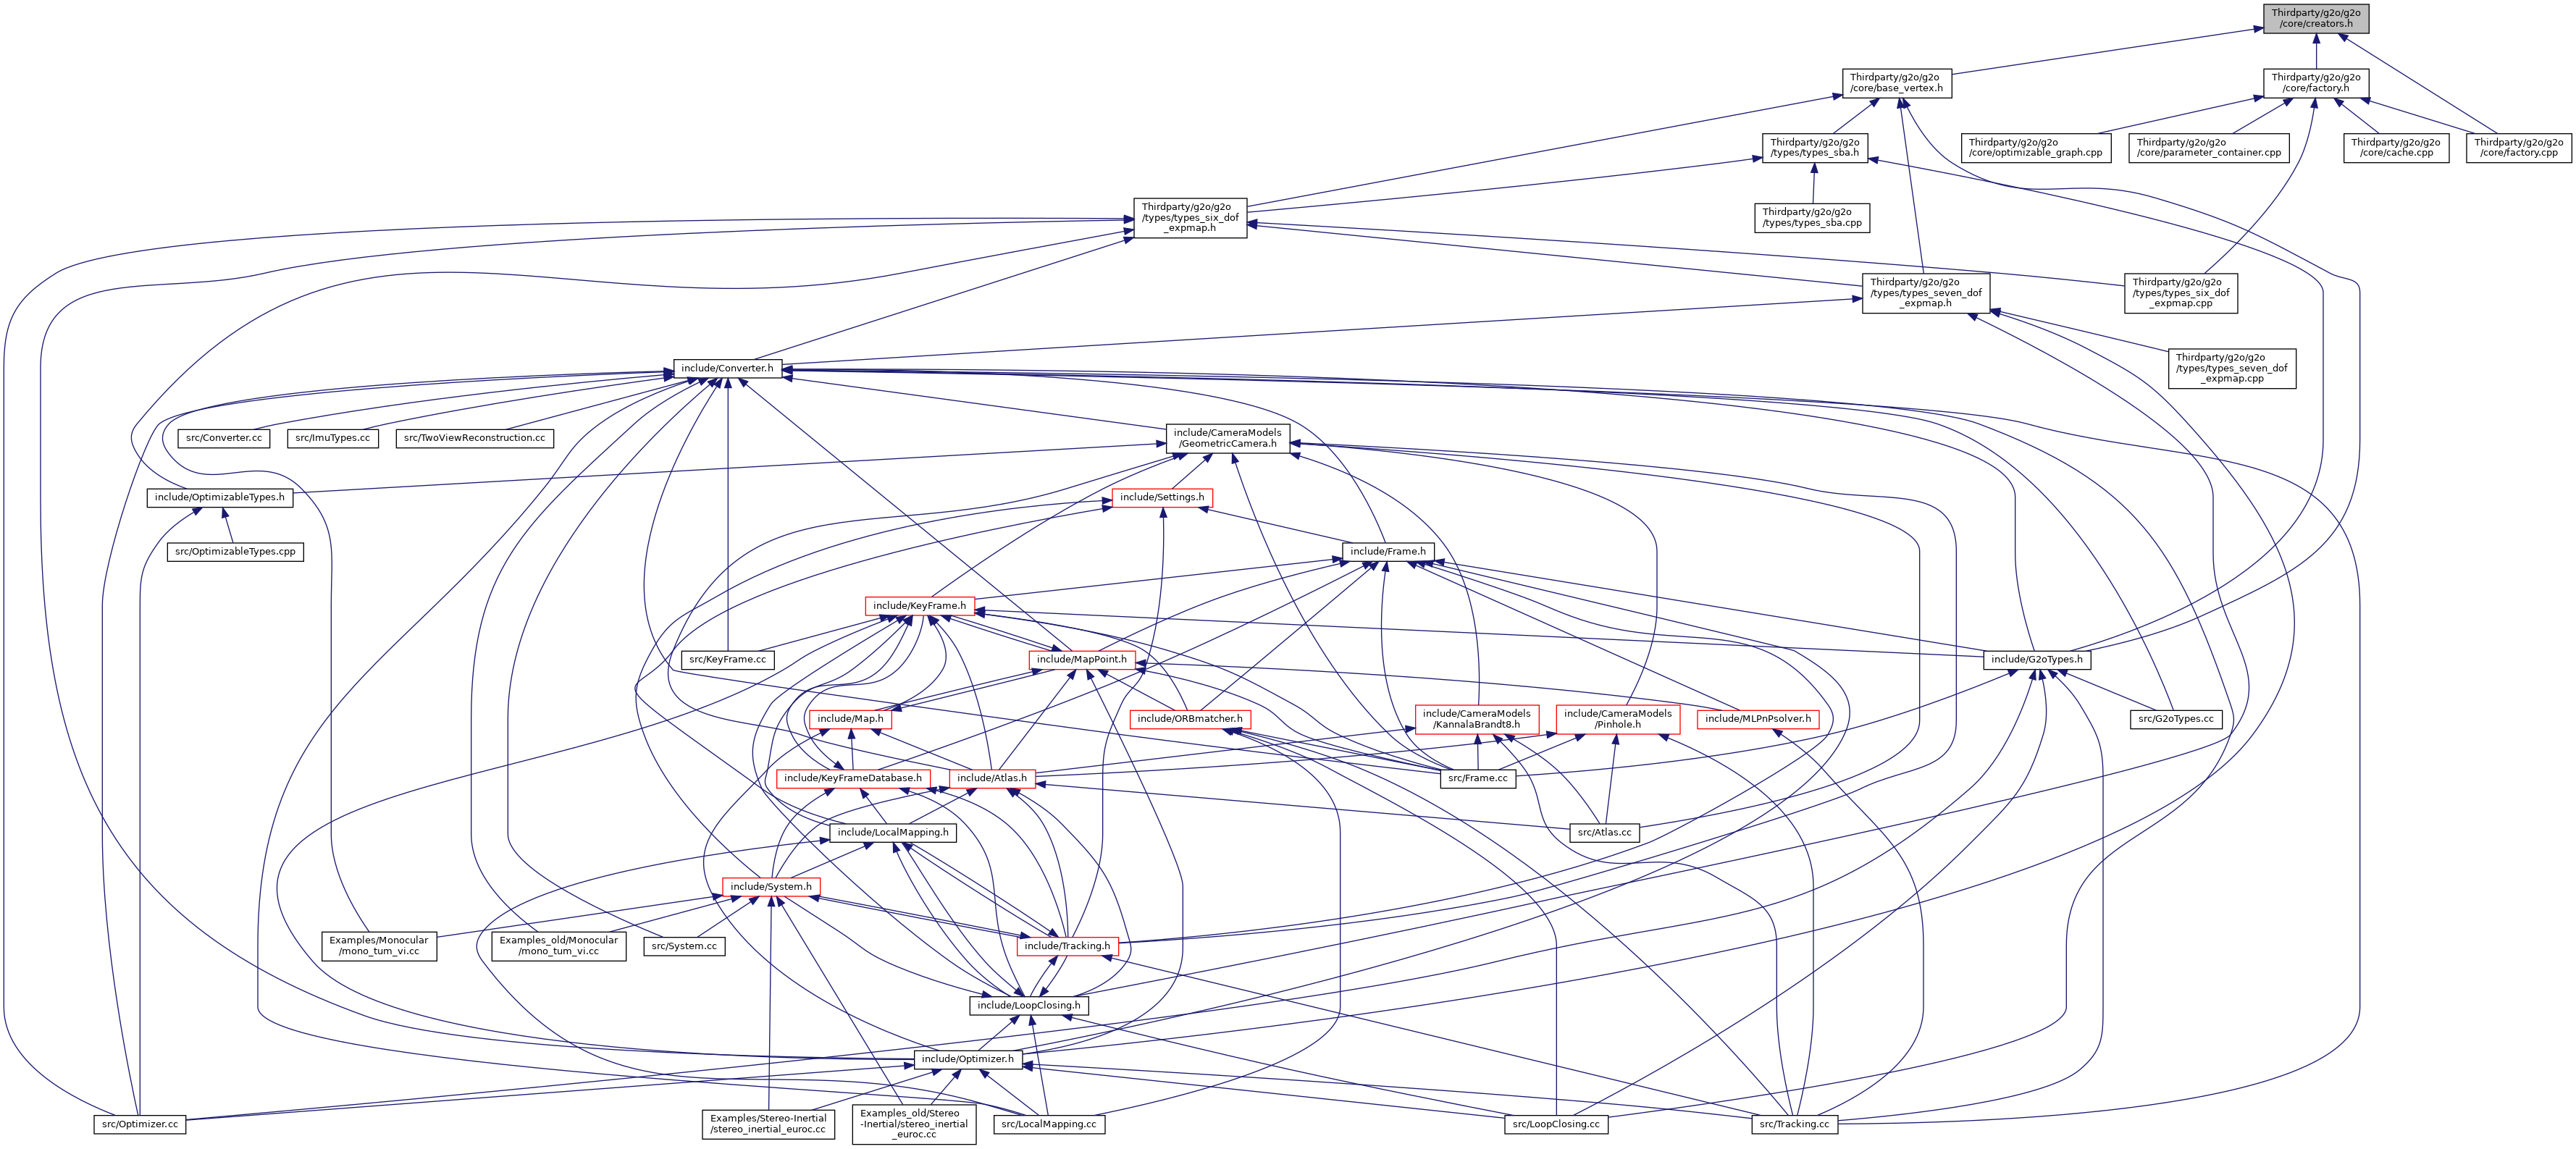 Thirdparty/g2o/g2o
/core/creators.h
Thirdparty/g2o/g2o
/core/base_vertex.h
Thirdparty/g2o/g2o
/core/factory.h
Thirdparty/g2o/g2o
/types/types_sba.h
Thirdparty/g2o/g2o
/core/optimizable_graph.cpp
Thirdparty/g2o/g2o
/core/parameter_container.cpp
Thirdparty/g2o/g2o
/core/cache.cpp
Thirdparty/g2o/g2o
/core/factory.cpp
Thirdparty/g2o/g2o
/types/types_six_dof
_expmap.h
Thirdparty/g2o/g2o
/types/types_sba.cpp
Thirdparty/g2o/g2o
/types/types_seven_dof
_expmap.h
Thirdparty/g2o/g2o
/types/types_six_dof
_expmap.cpp
include/Converter.h
Thirdparty/g2o/g2o
/types/types_seven_dof
_expmap.cpp
src/Converter.cc
src/ImuTypes.cc
src/TwoViewReconstruction.cc
include/CameraModels
/GeometricCamera.h
include/OptimizableTypes.h
include/Settings.h
src/OptimizableTypes.cpp
include/Frame.h
include/KeyFrame.h
src/KeyFrame.cc
include/MapPoint.h
include/G2oTypes.h
include/Map.h
include/ORBmatcher.h
include/CameraModels
/KannalaBrandt8.h
include/CameraModels
/Pinhole.h
include/MLPnPsolver.h
src/G2oTypes.cc
include/KeyFrameDatabase.h
include/Atlas.h
src/Frame.cc
include/LocalMapping.h
src/Atlas.cc
include/System.h
Examples/Monocular
/mono_tum_vi.cc
Examples_old/Monocular
/mono_tum_vi.cc
src/System.cc
include/Tracking.h
include/LoopClosing.h
include/Optimizer.h
src/Optimizer.cc
Examples/Stereo-Inertial
/stereo_inertial_euroc.cc
Examples_old/Stereo
-Inertial/stereo_inertial
_euroc.cc
src/LocalMapping.cc
src/LoopClosing.cc
src/Tracking.cc